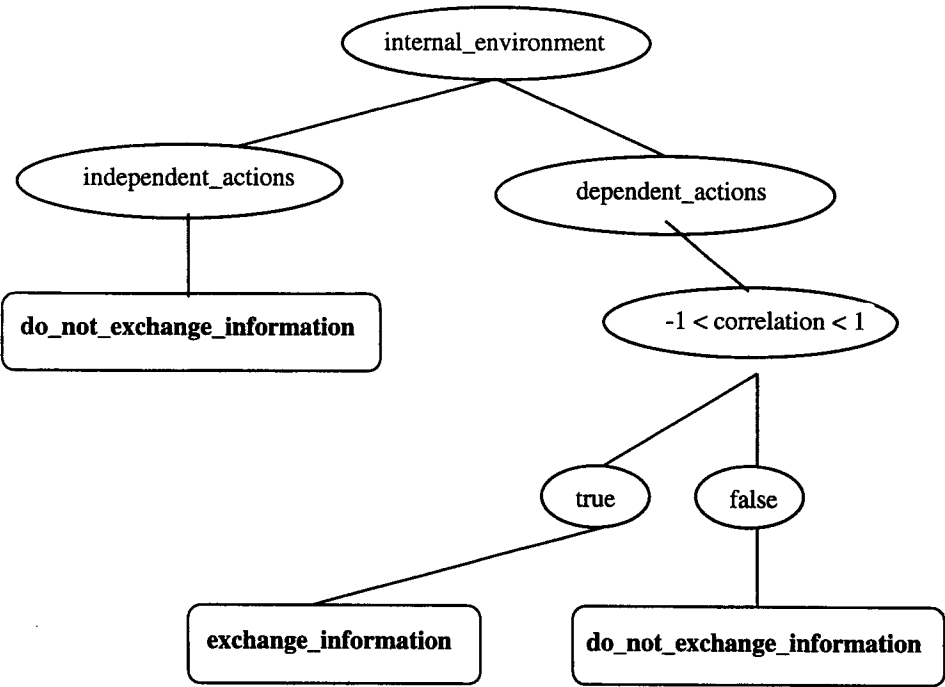 internal_environment
independent_actions
dependent_actions
do_not_exchange_information
-1 < correlation < 1
true
false
exchange_information
do_not_exchange_information